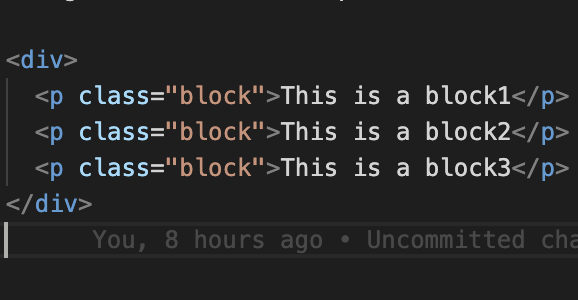 <div>
<p class="block">This is a block1</p>
<p class="block">This is a block2</p>
<p class="block">This is a block3</p>
</div>
You, 8 hours ago • Uncommitted